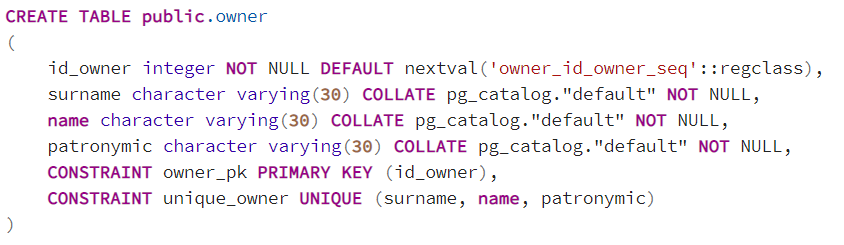 CREATE TABLE public.owner
(
    id_owner integer NOT NULL DEFAULT nextval('owner_id_owner_seq'::regclass),
    surname character varying(30) COLLATE pg_catalog."default" NOT NULL,
    name character varying(30) COLLATE pg_catalog."default" NOT NULL,
    patronymic character varying(30) COLLATE pg_catalog."default" NOT NULL,
    CONSTRAINT owner_pk PRIMARY KEY (id_owner),
    CONSTRAINT unique_owner UNIQUE (surname, name, patronymic)
)